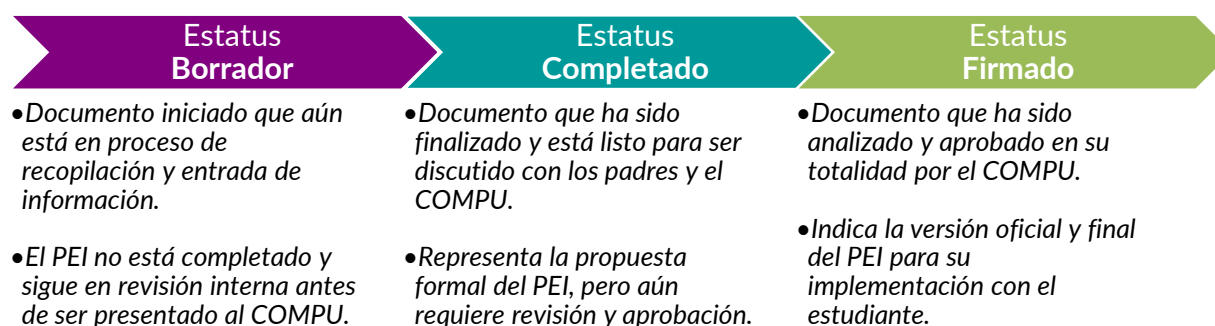 Estatus
Borrador
•Documento iniciado que aún
está en proceso de
recopilación y entrada de
información.
•El PEI no está completado y
sigue en revisión interna antes
de ser presentado al COMPU.
Estatus
Completado
•Documento que ha sido
finalizado y está listo para ser
discutido con los padres y el
COMPU.
•Representa la propuesta
formal del PEI, pero aún
requiere revisión y aprobación.
Estatus
Firmado
•Documento que ha sido
analizado y aprobado en su
totalidad por el COMPU.
•Indica la versión oficial y final
del PEI para su
implementación con el
estudiante.